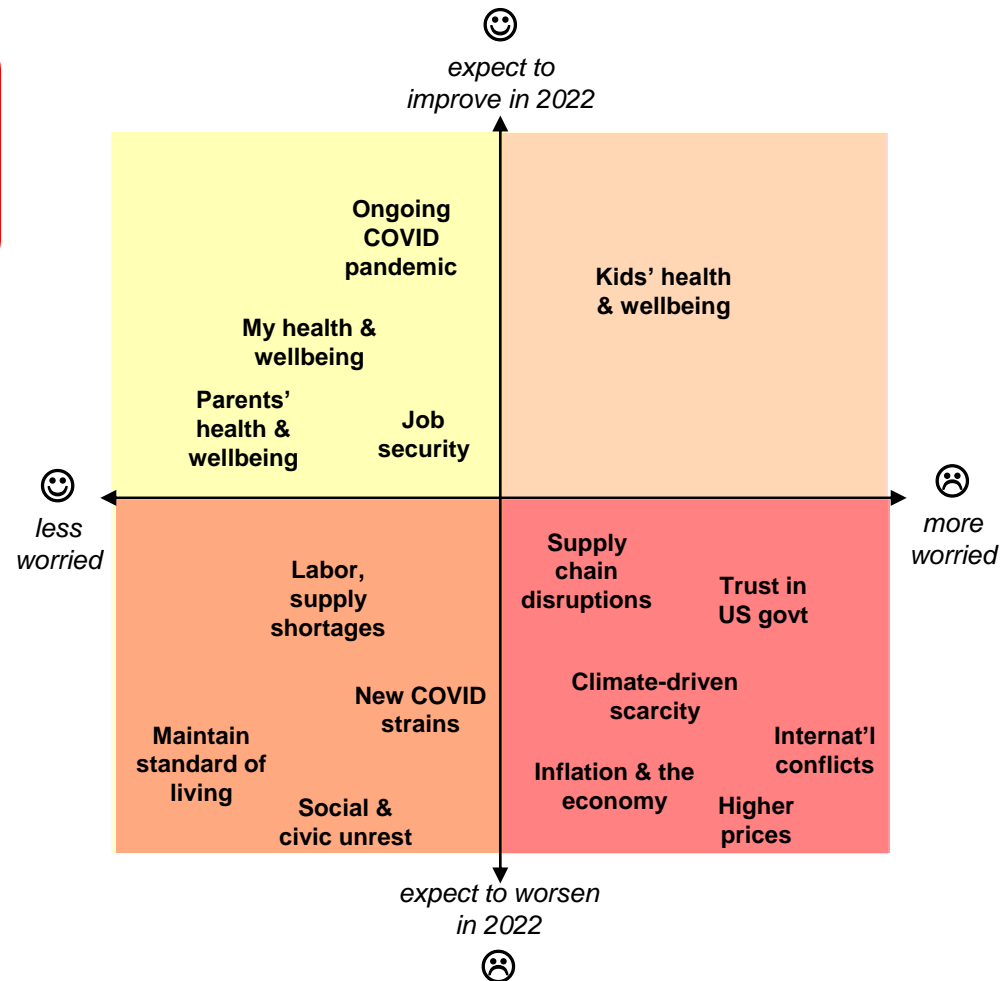 expect to
improve in 2022
Ongoing
COVID
pandemic
Kids' health
& wellbeing
My health &
wellbeing
Parents'
health &
wellbeing
Job
security
less
worried
more
worried
Supply
chain
disruptions
Trust in
US govt
Labor,
supply
shortages
Climate-driven
scarcity
New COVID
strains
Internat'l
conflicts
Maintain
standard of
living
Inflation & the
economy
Higher
prices
Social &
civic unrest
expect to worsen
in 2022